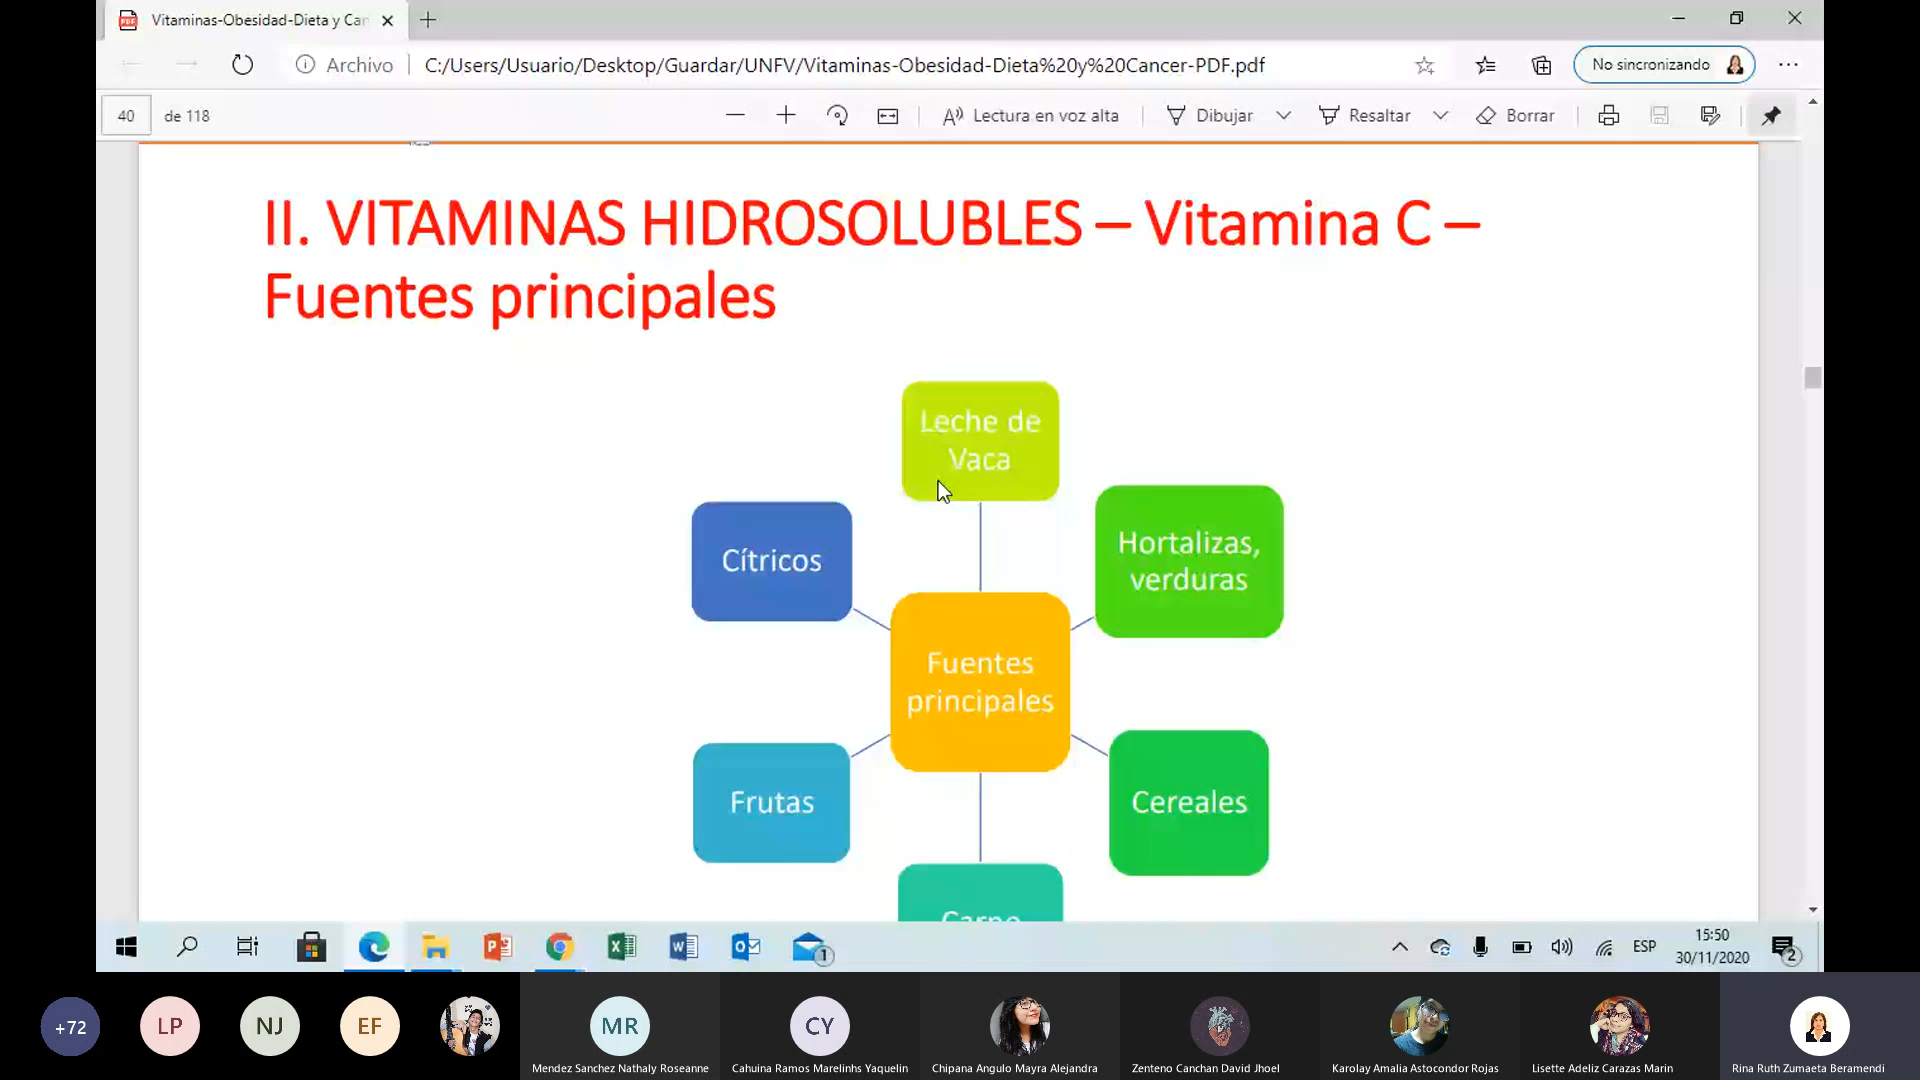 Vitaminas-Obesidad-Dieta y Can
Archivo
C:/Users/Usuario/Desktop/Guardar/UNFV/Vitaminas-Obesidad-Dieta%20y%20Cancer-PDF.pdf
No sincronizando
40
de 118
Lectura en voz alta
Dibujar
Resaltar
Borrar
II. VITAMINAS HIDROSOLUBLES – Vitamina C –
Fuentes principales
Leche de
Vaca
Cítricos
Hortalizas,
verduras
Fuentes
principales
Frutas
Cereales
Carne
ESP
15:50
30/11/2020
1
2
+72
LP
NJ
EF
MR
CY
Mendez Sanchez Nathaly Roseanne
Cahuina Ramos Marelinhs Yaquelin
Chipana Angulo Mayra Alejandra
Zenteno Canchan David Jhoel
Karolay Amalia Astocondor Rojas
Lisette Adeliz Carazas Marin
Rina Ruth Zumaeta Beramendi